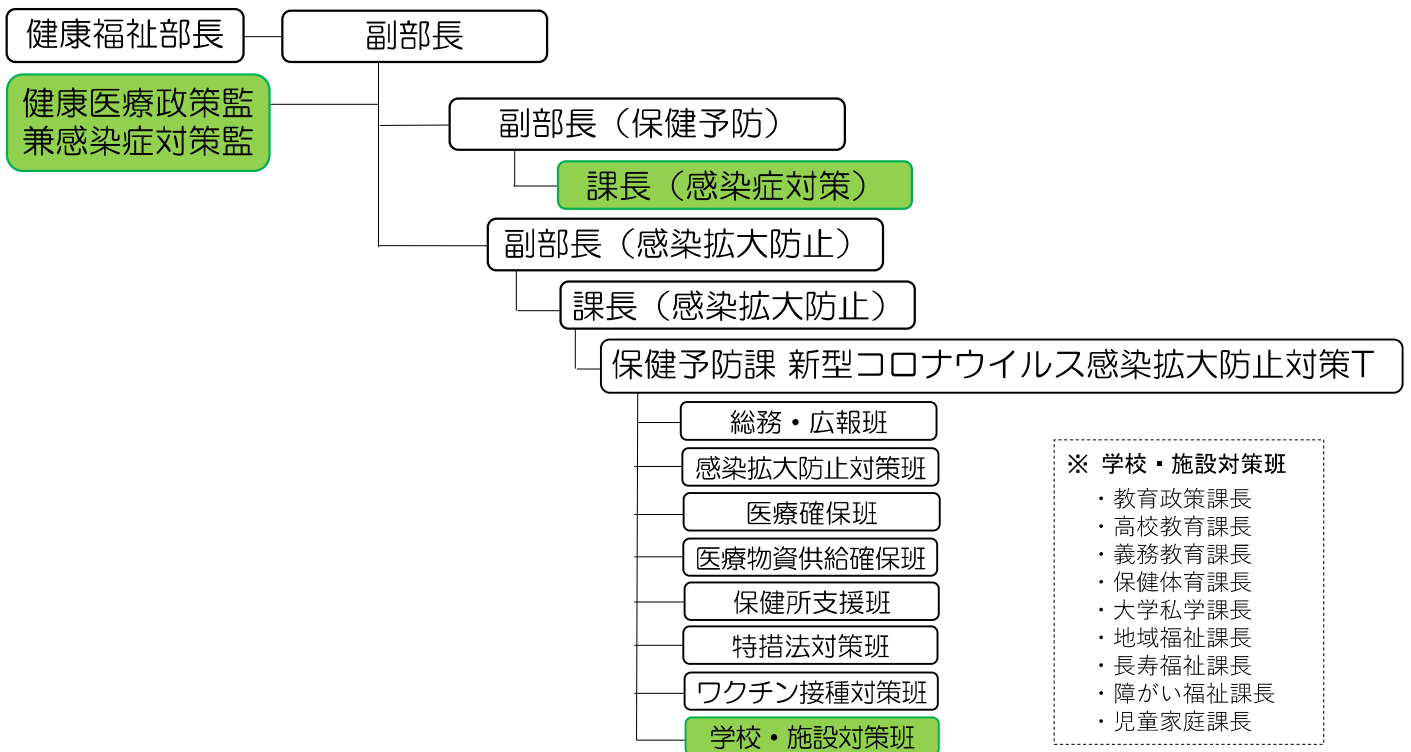 健康福祉部長
副部長
健康医療政策監
兼感染症対策監
副部長（保健予防）
課長（感染症対策）
副部長（感染拡大防止）
課長（感染拡大防止）
保健予防課 新型コロナウイルス感染拡大防止対策T
総務・広報班
感染拡大防止対策班
医療確保班
医療物資供給確保班
保健所支援班
特措法対策班
ワクチン接種対策班
学校・施設対策班
※ 学校・施設対策班
・教育政策課長
・高校教育課長
・義務教育課長
・保健体育課長
・大学私学課長
・地域福祉課長
・長寿福祉課長
・障がい福祉課長
・児童家庭課長